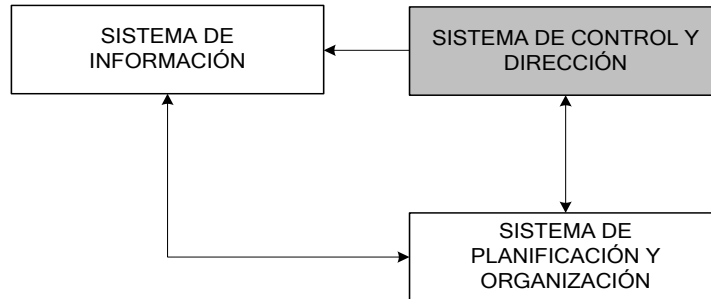 SISTEMA DE
INFORMACIÓN
SISTEMA DE CONTROL Y
DIRECCIÓN
SISTEMA DE
PLANIFICACIÓN Y
ORGANIZACIÓN